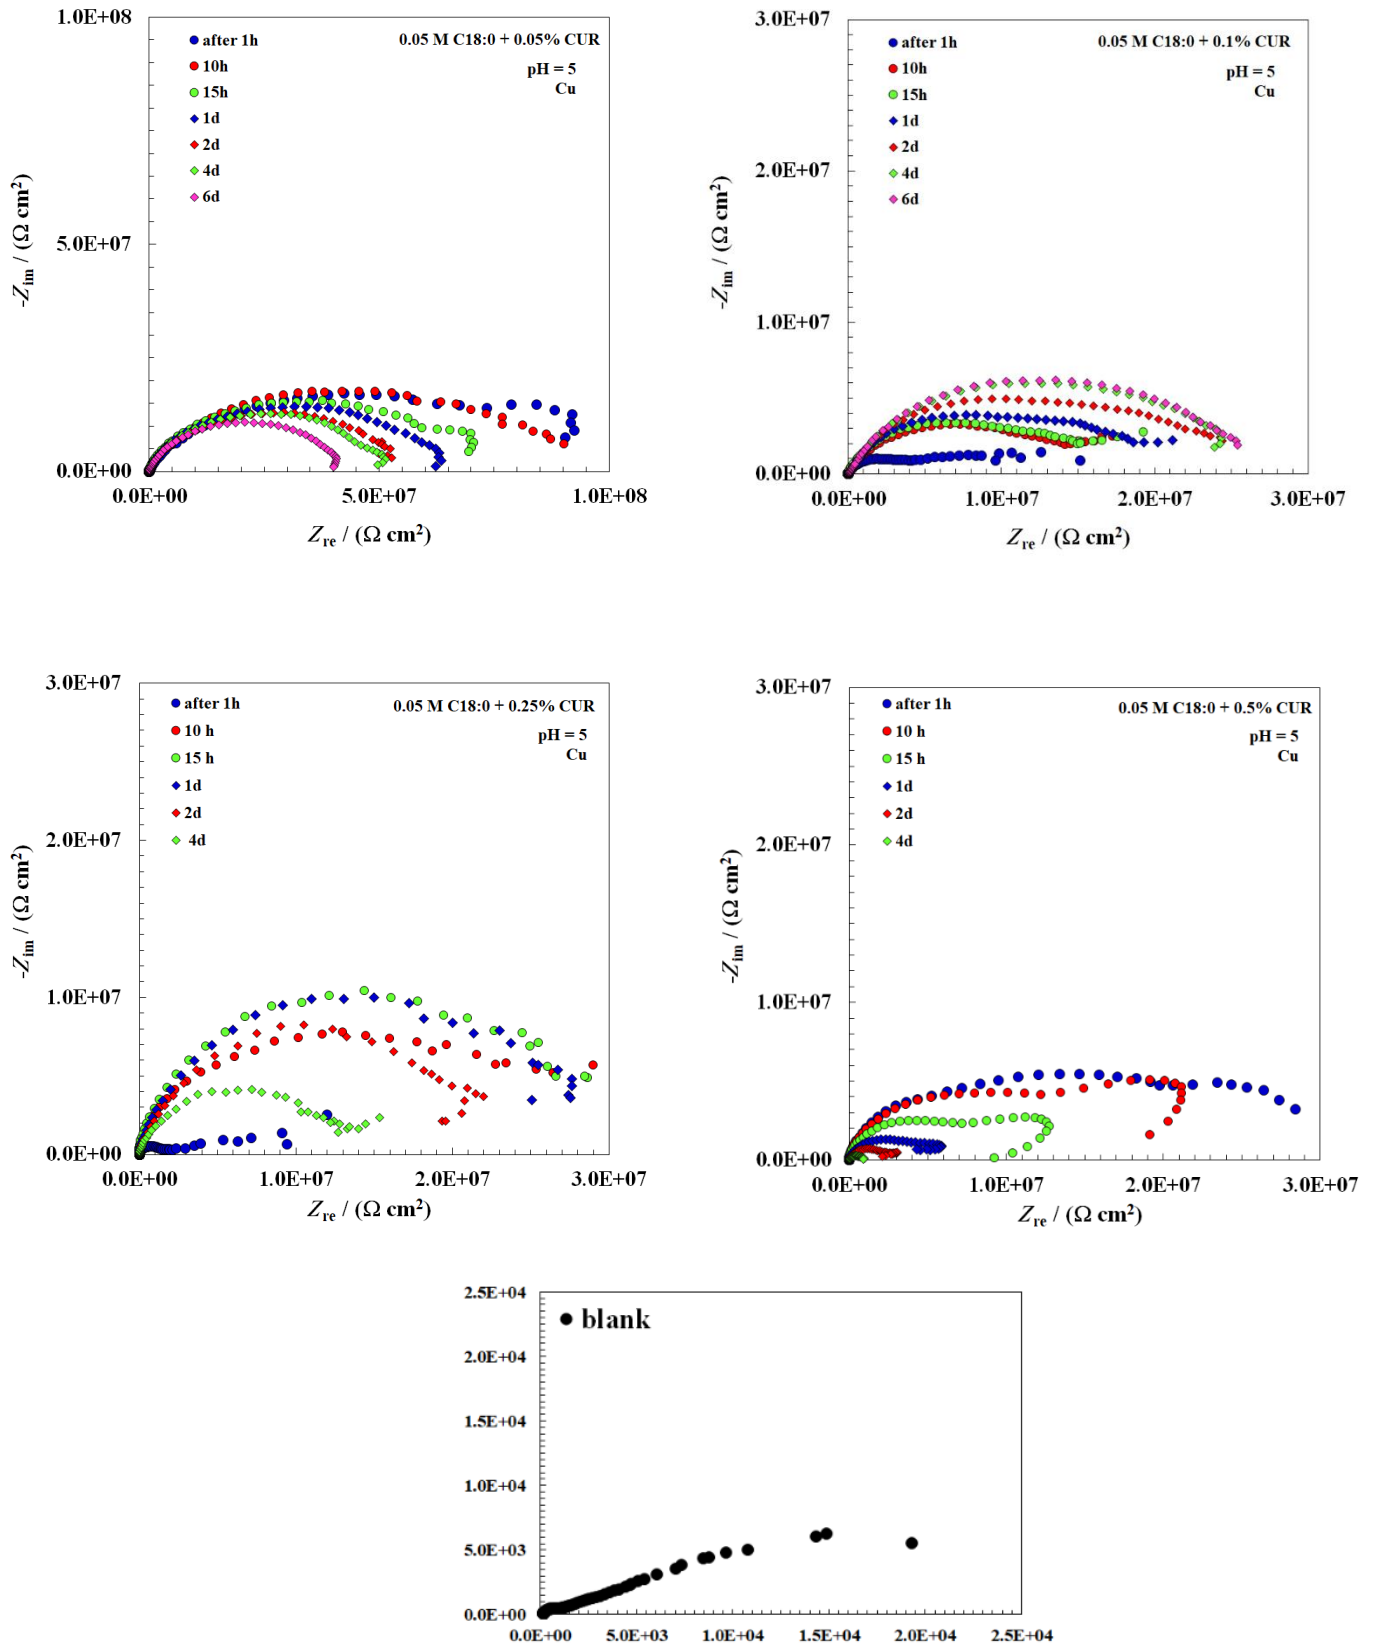 1.0E+08
after 1h
0.05 M C18:0 + 0.05% CUR
10h
pH = 5
15h
Cu
1d
2d
4d
6d
5.0E+07
0.0E+00
0.0E+00 5.0E+07 1.0E+08
-Zim / (Ω cm²)
Zre / (Ω cm²)
3.0E+07
after 1h
0.05 M C18:0 + 0.1% CUR
10h
pH = 5
15h
Cu
1d
2d
4d
6d
2.0E+07
1.0E+07
0.0E+00
0.0E+00 1.0E+07 2.0E+07 3.0E+07
-Zim / (Ω cm²)
Zre / (Ω cm²)
3.0E+07
after 1h
0.05 M C18:0 + 0.25% CUR
10 h
pH = 5
15 h
Cu
1d
2d
4d
2.0E+07
1.0E+07
0.0E+00
0.0E+00 1.0E+07 2.0E+07 3.0E+07
-Zim / (Ω cm²)
Zre / (Ω cm²)
3.0E+07
after 1h
0.05 M C18:0 + 0.5% CUR
10 h
pH = 5
15 h
Cu
1d
2d
4d
2.0E+07
1.0E+07
0.0E+00
0.0E+00 1.0E+07 2.0E+07 3.0E+07
-Zim / (Ω cm²)
Zre / (Ω cm²)
2.5E+04
blank
2.0E+04
1.5E+04
1.0E+04
5.0E+03
0.0E+00
0.0E+00 5.0E+03 1.0E+04 1.5E+04 2.0E+04 2.5E+04